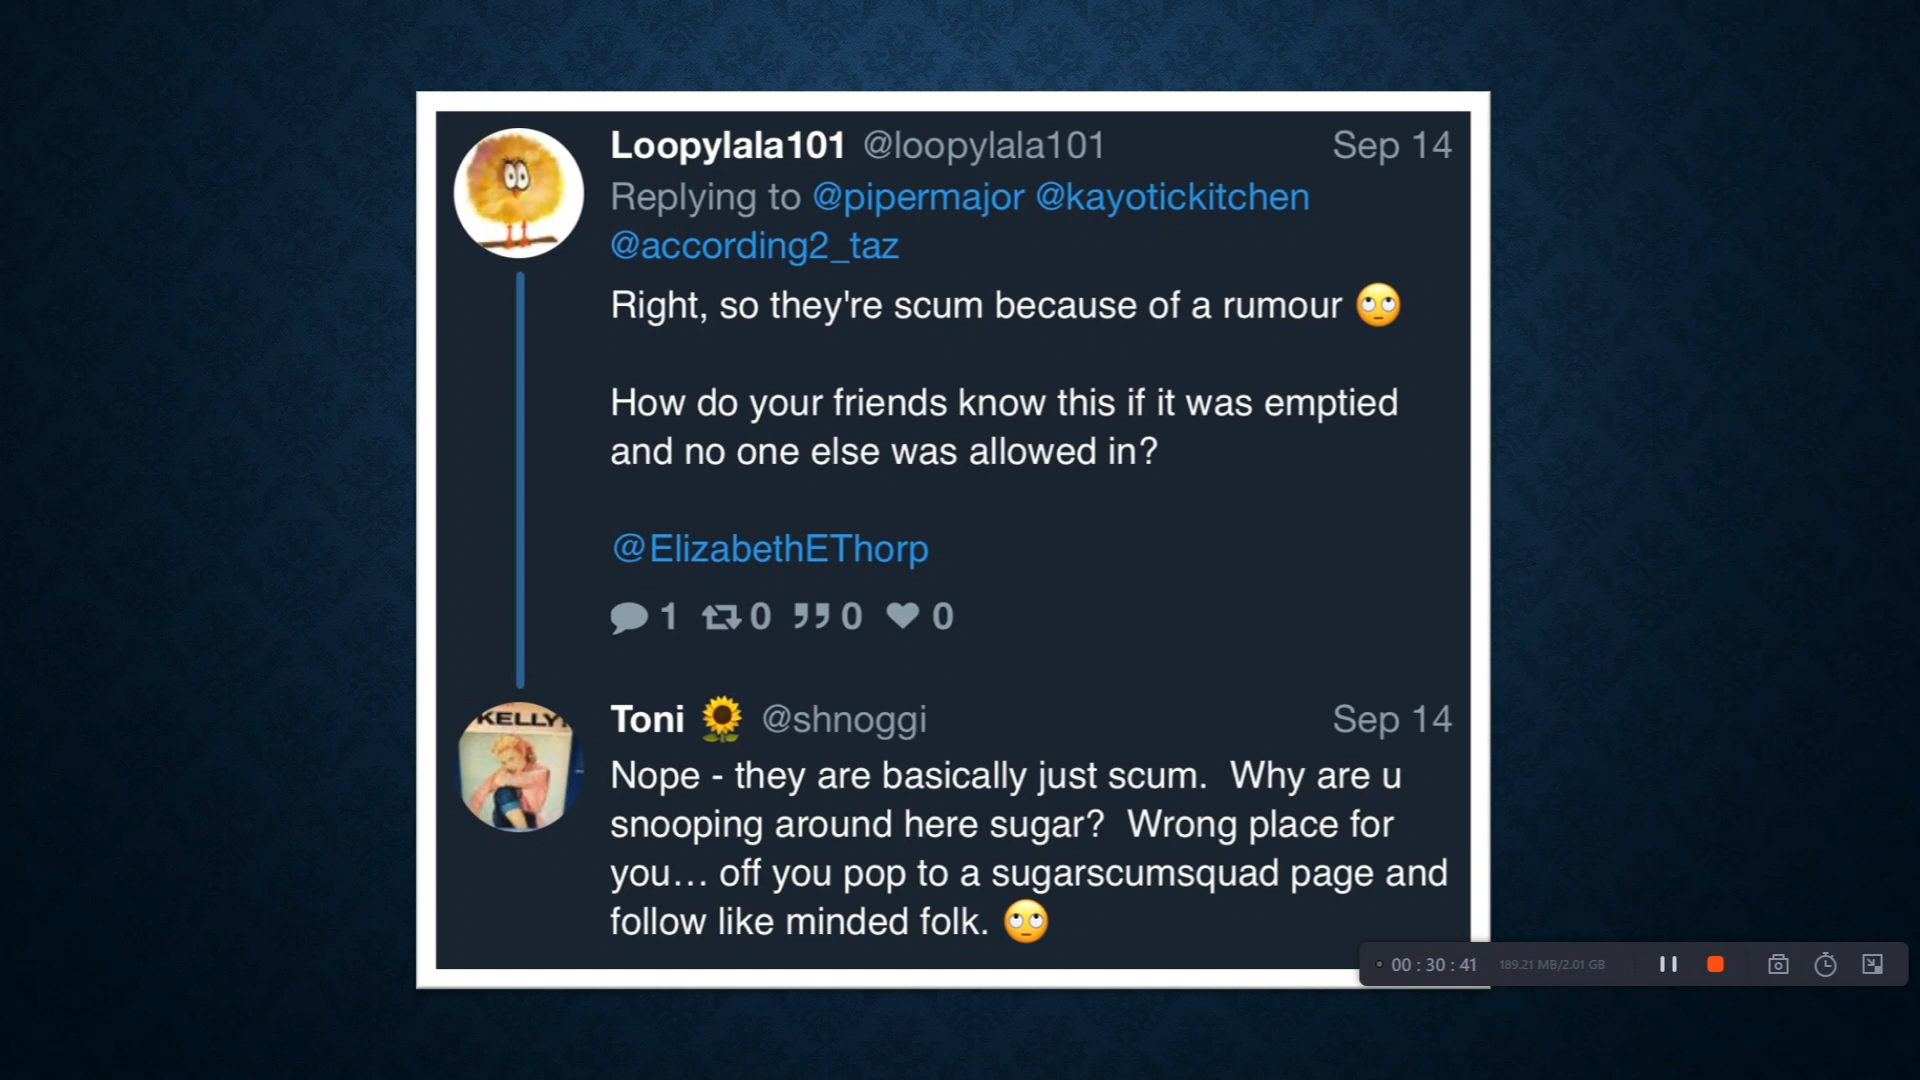 Loopylala101 @loopylala101 Sep 14
Replying to @pipermajor @kayotickitchen
@according2_taz
Right, so they're scum because of a rumour 🙄
How do your friends know this if it was emptied
and no one else was allowed in?
@ElizabethEThorp
1 0 0 0
KELLY
Toni 🌻 @shnoggi Sep 14
Nope - they are basically just scum.  Why are u
snooping around here sugar?  Wrong place for
you… off you pop to a sugarscumsquad page and
follow like minded folk. 🙄
00 : 30 : 41 189.21 MB/2.01 GB